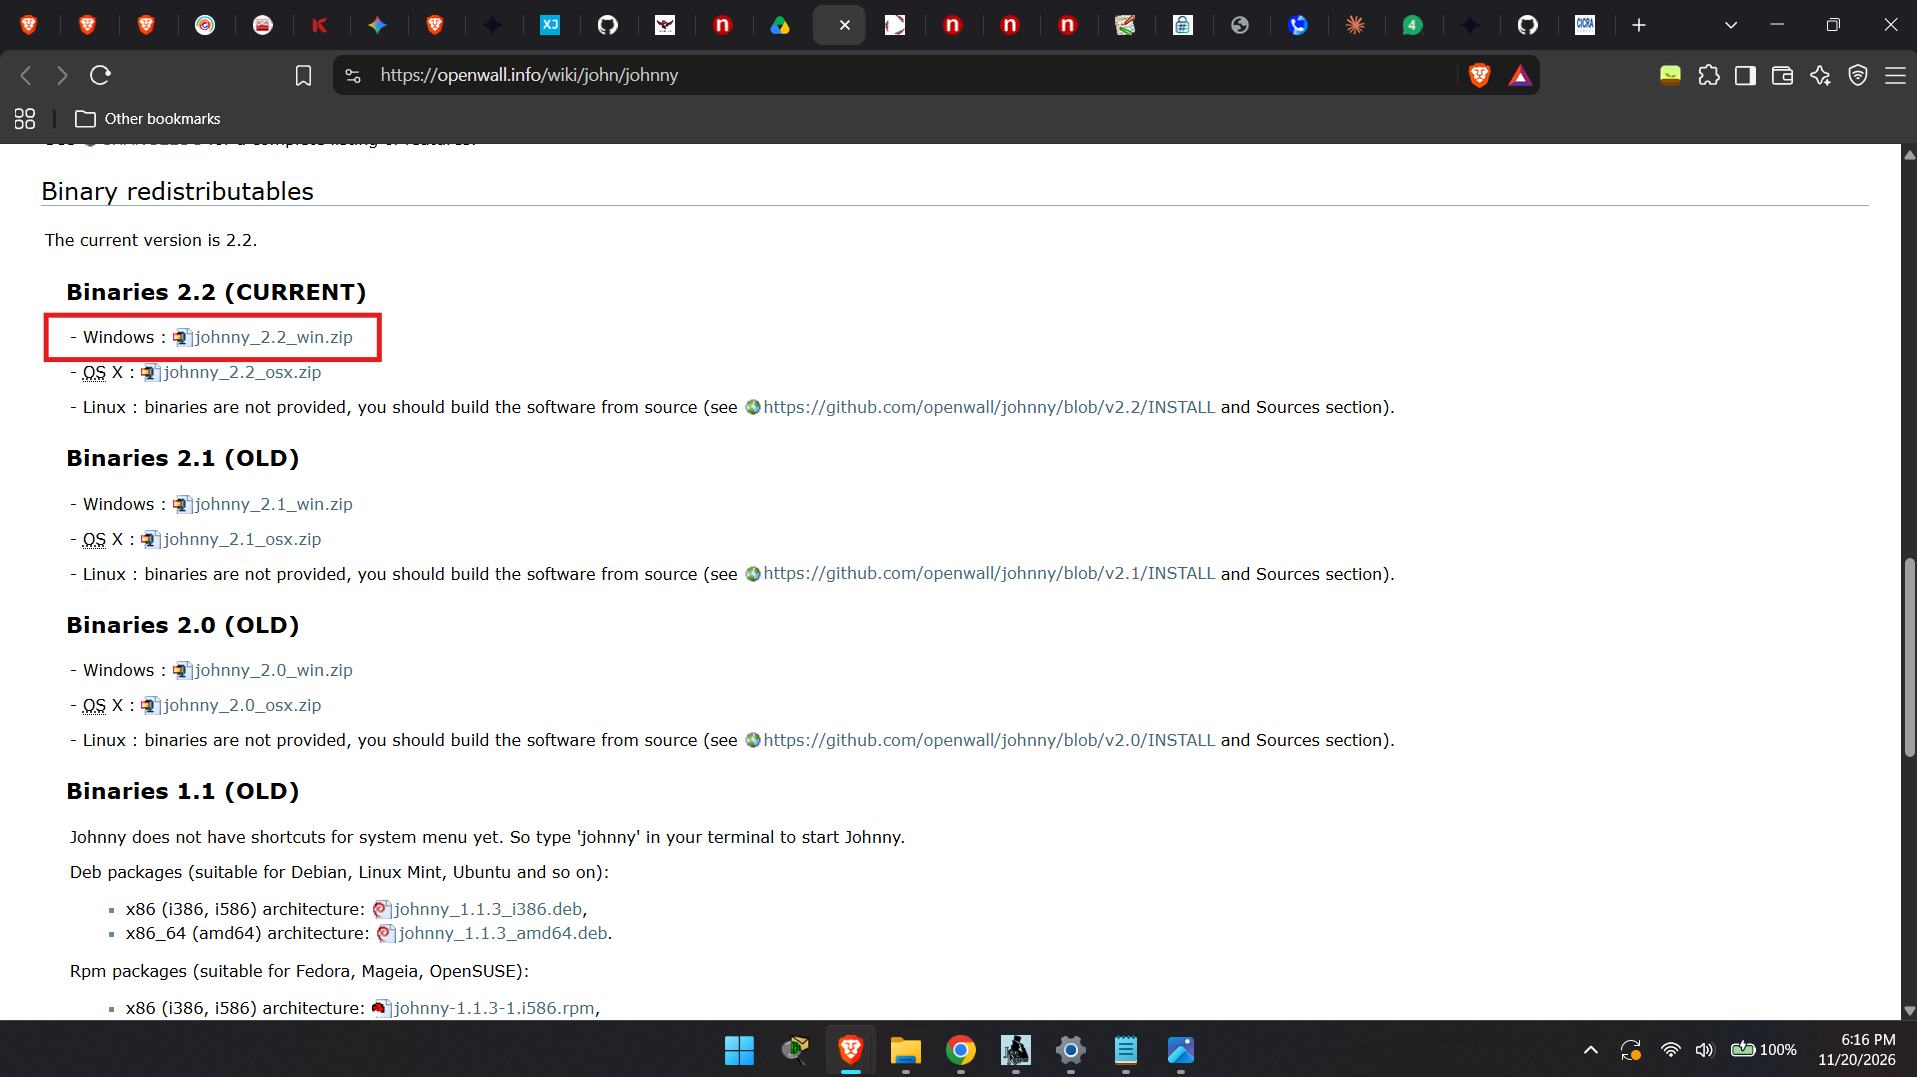 XJ
n
n
n
n
4
CICRA
https://openwall.info/wiki/john/johnny
Other bookmarks
for a complete listing of features.
Binary redistributables
The current version is 2.2.
Binaries 2.2 (CURRENT)
- Windows : johnny_2.2_win.zip
- OS X : johnny_2.2_osx.zip
- Linux : binaries are not provided, you should build the software from source (see https://github.com/openwall/johnny/blob/v2.2/INSTALL and Sources section).
Binaries 2.1 (OLD)
- Windows : johnny_2.1_win.zip
- OS X : johnny_2.1_osx.zip
- Linux : binaries are not provided, you should build the software from source (see https://github.com/openwall/johnny/blob/v2.1/INSTALL and Sources section).
Binaries 2.0 (OLD)
- Windows : johnny_2.0_win.zip
- OS X : johnny_2.0_osx.zip
- Linux : binaries are not provided, you should build the software from source (see https://github.com/openwall/johnny/blob/v2.0/INSTALL and Sources section).
Binaries 1.1 (OLD)
Johnny does not have shortcuts for system menu yet. So type 'johnny' in your terminal to start Johnny.
Deb packages (suitable for Debian, Linux Mint, Ubuntu and so on):
x86 (i386, i586) architecture: johnny_1.1.3_i386.deb,
x86_64 (amd64) architecture: johnny_1.1.3_amd64.deb.
Rpm packages (suitable for Fedora, Mageia, OpenSUSE):
x86 (i386, i586) architecture: johnny-1.1.3-1.i586.rpm,
100%
6:16 PM
11/20/2026